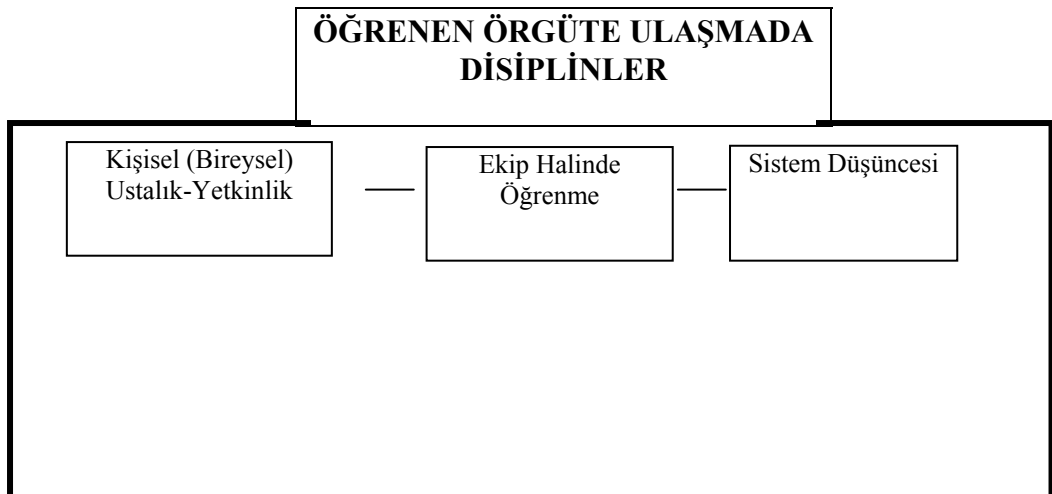 ÖĞRENEN ÖRGÜTE ULAŞMADA
DİSİPLİNLER
Kişisel (Bireysel)
Ustalık-Yetkinlik
Ekip Halinde
Öğrenme
Sistem Düşüncesi